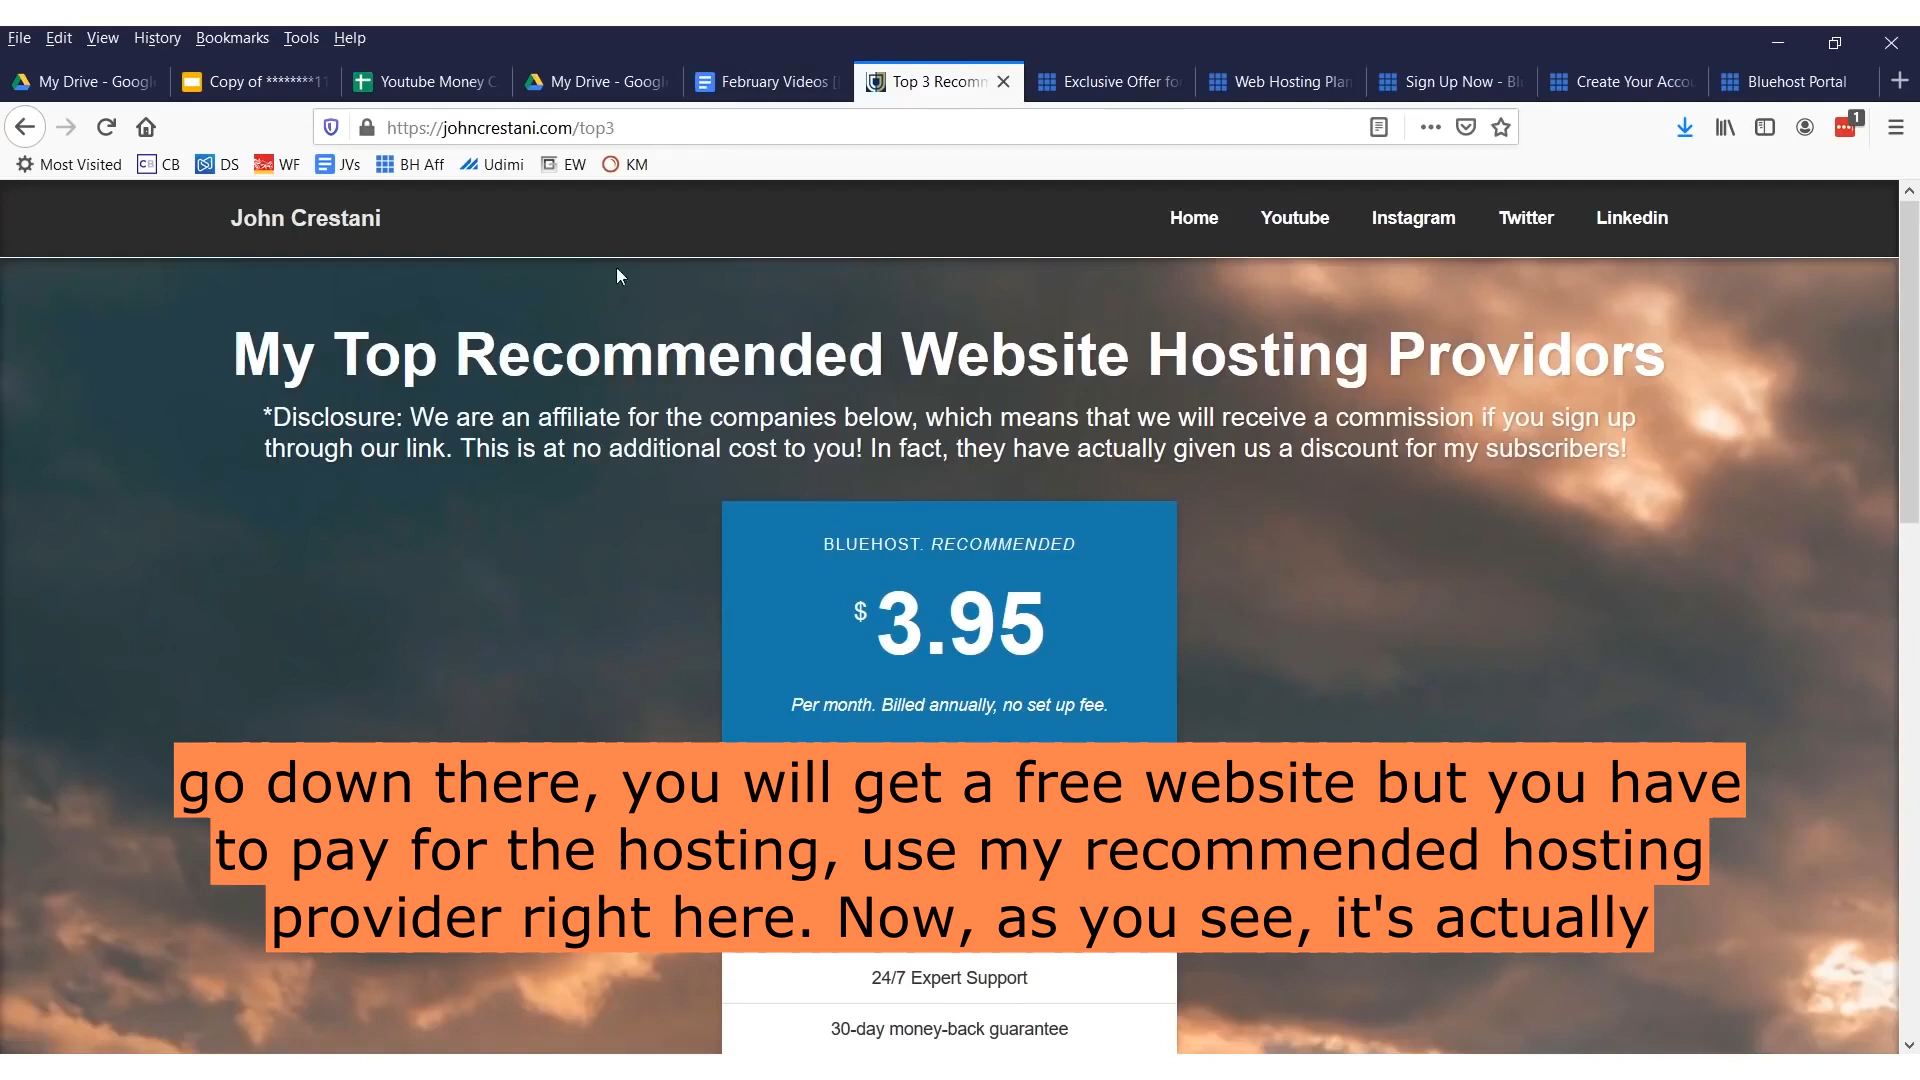 File Edit View History Bookmarks Tools Help
My Drive - Googl Copy of ********11 Youtube Money C My Drive - Googl February Videos [ Top 3 Recomm Exclusive Offer fo Web Hosting Plan Sign Up Now - Bl Create Your Accou Bluehost Portal
https://johncrestani.com/top3
1
Most Visited CB CB DS WF JVs BH Aff Udimi EW KM
John Crestani Home Youtube Instagram Twitter Linkedin
My Top Recommended Website Hosting Providors
*Disclosure: We are an affiliate for the companies below, which means that we will receive a commission if you sign up
through our link. This is at no additional cost to you! In fact, they have actually given us a discount for my subscribers!
BLUEHOST. RECOMMENDED
$ 3.95
Per month. Billed annually, no set up fee.
go down there, you will get a free website but you have
to pay for the hosting, use my recommended hosting
provider right here. Now, as you see, it's actually
24/7 Expert Support
30-day money-back guarantee